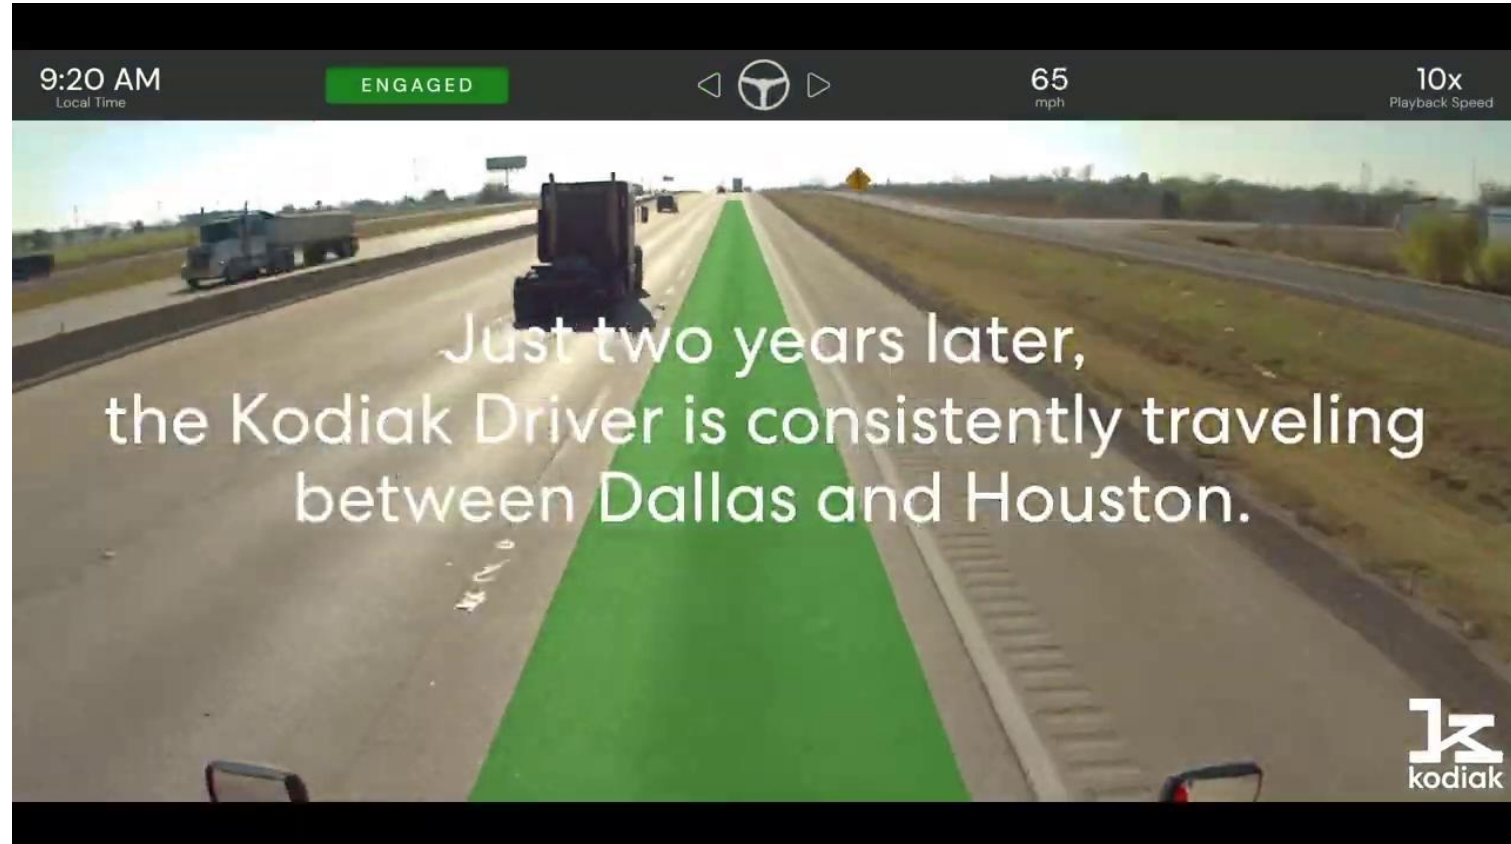 9:20 AM
Local Time
ENGAGED
65
mph
10x
Playback Speed
Just two years later,
the Kodiak Driver is consistently traveling
between Dallas and Houston.
kodiak